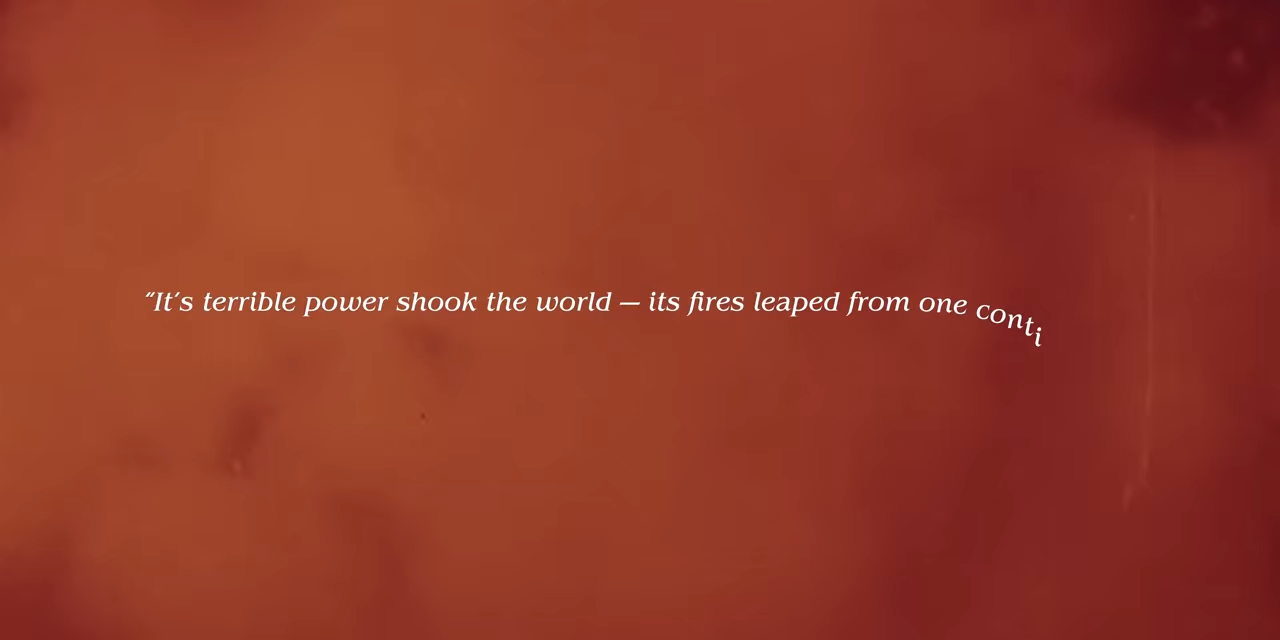 “It’s terrible power shook the world — its fires leaped from one conti